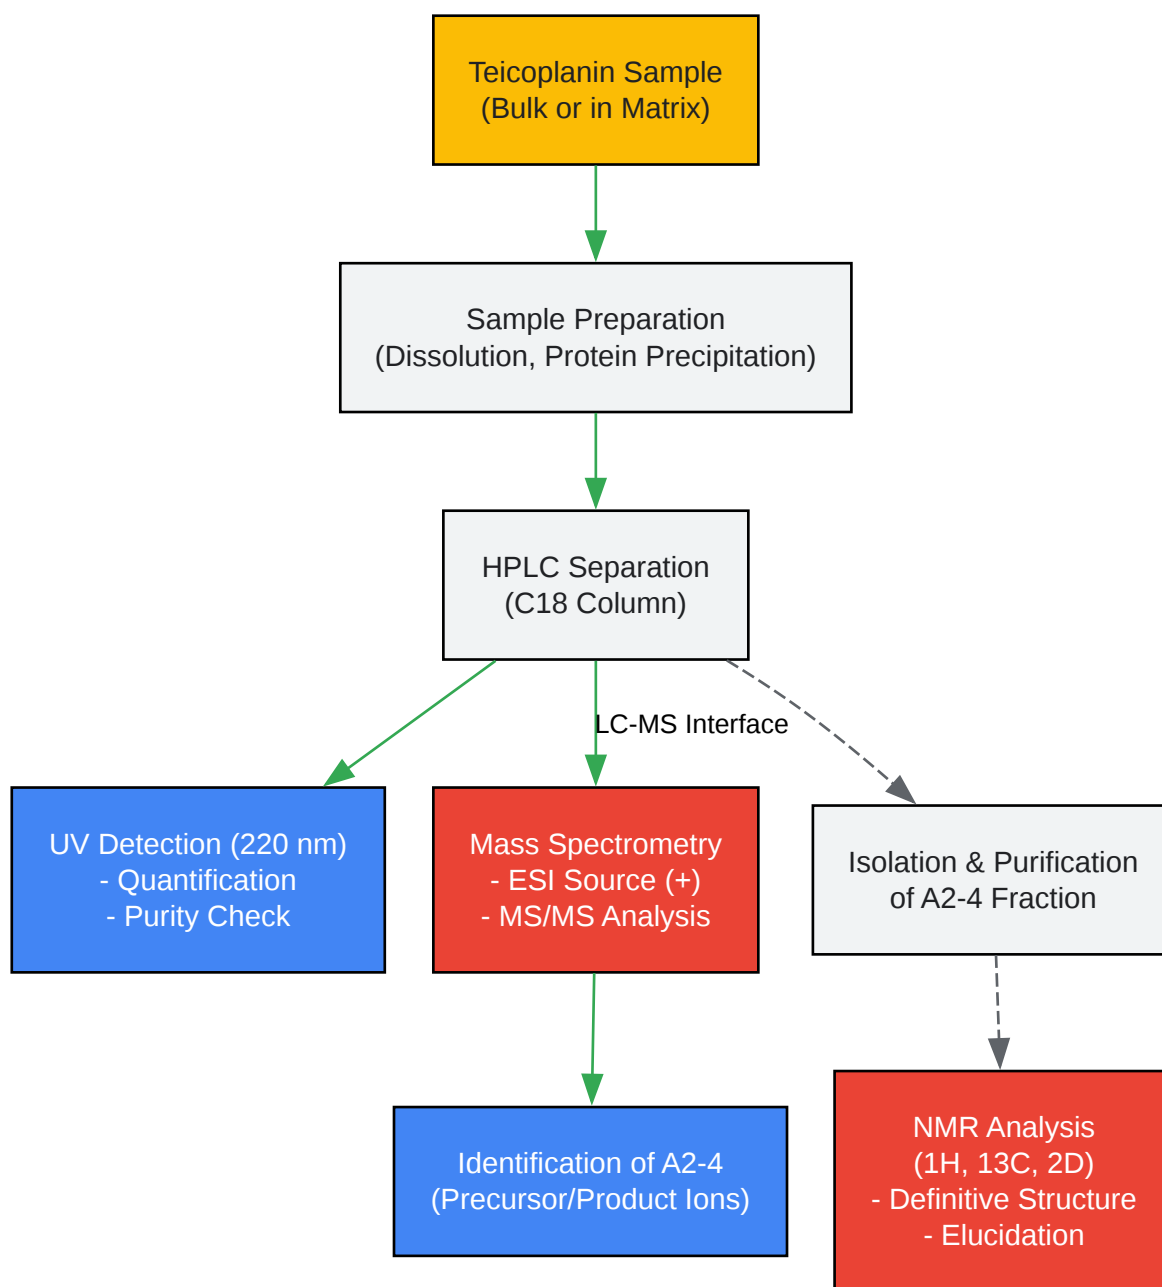 Teicoplanin Sample
(Bulk or in Matrix)
Sample Preparation
(Dissolution, Protein Precipitation)
HPLC Separation
(C18 Column)
LC-MS Interface
UV Detection (220 nm)
- Quantification
- Purity Check
Mass Spectrometry
- ESI Source (+)
- MS/MS Analysis
Isolation & Purification
of A2-4 Fraction
Identification of A2-4
(Precursor/Product Ions)
NMR Analysis
(1H, 13C, 2D)
- Definitive Structure
- Elucidation